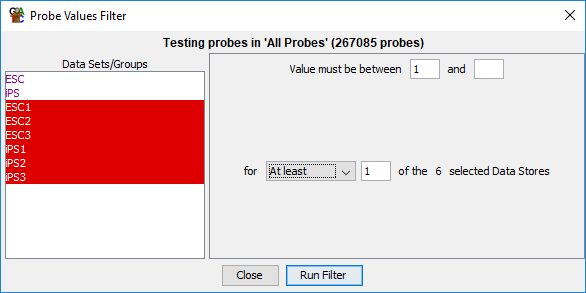 Probe Values Filter
Testing probes in 'All Probes' (267085 probes)
Data Sets/Groups
ESC
iPS
ESC1
ESC2
ESC3
iPS1
iPS2
iPS3
Value must be between 1 and
for At least 1 of the 6 selected Data Stores
Close Run Filter